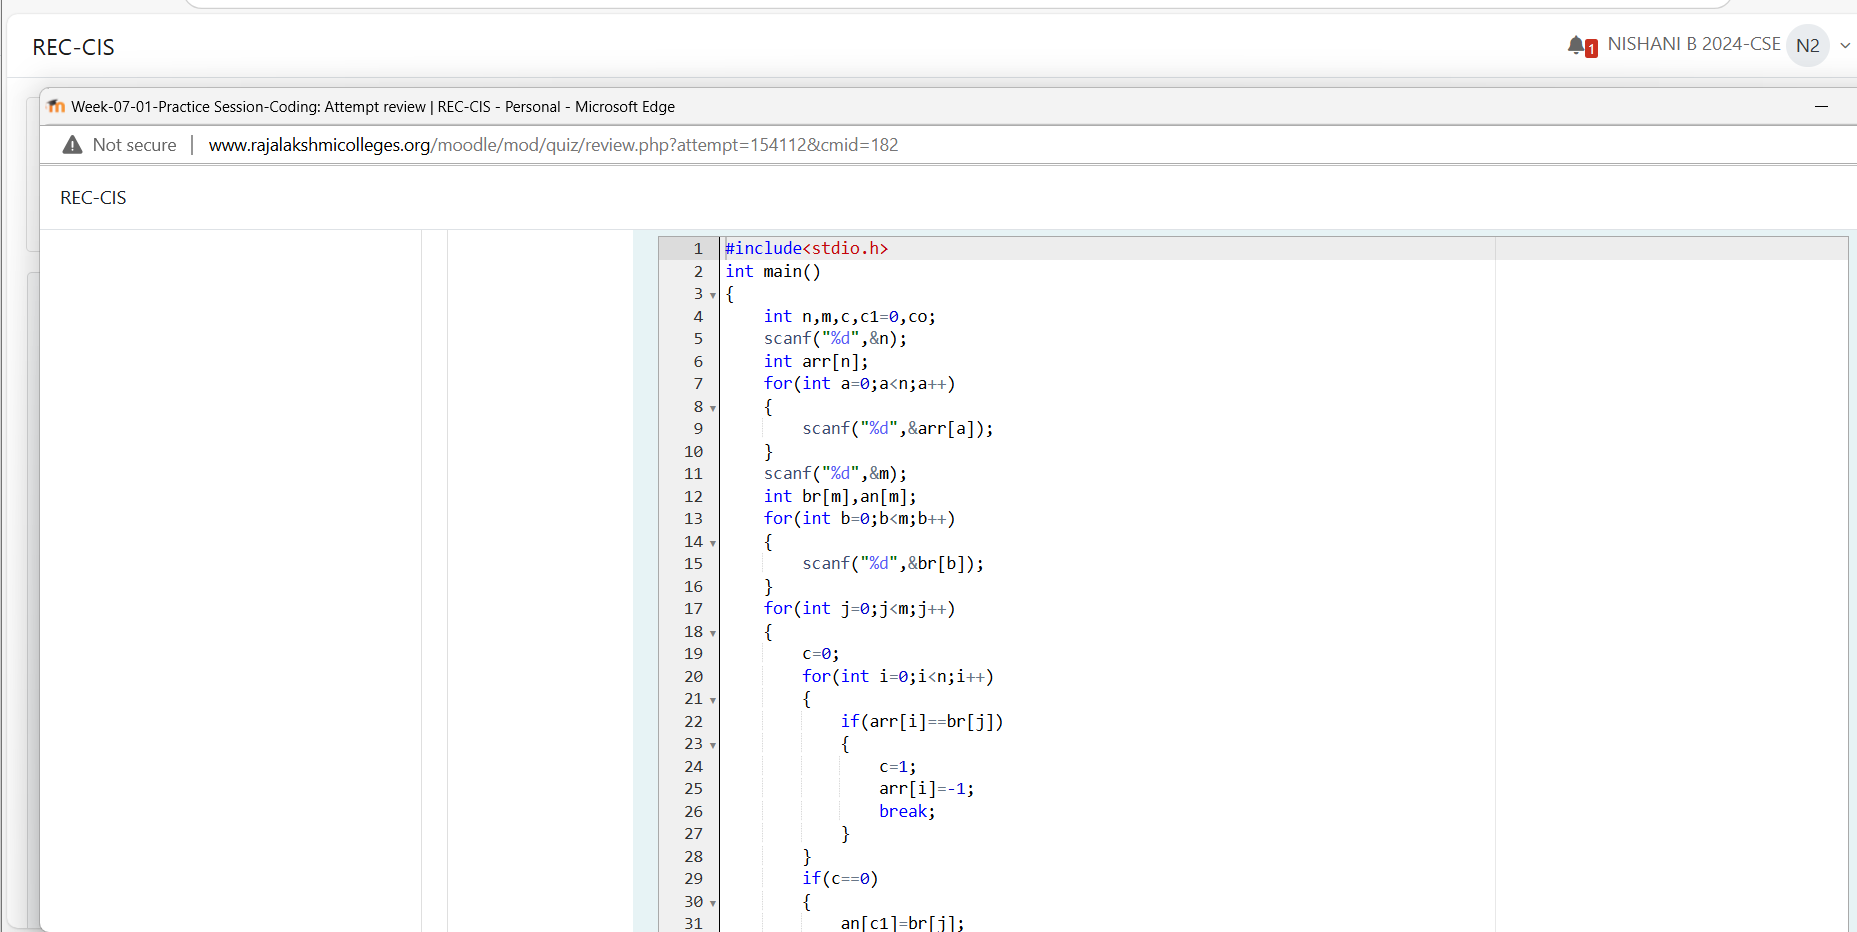 REC-CIS
1 NISHANI B 2024-CSE N2
Week-07-01-Practice Session-Coding: Attempt review | REC-CIS - Personal - Microsoft Edge
Not secure | www.rajalakshmicolleges.org/moodle/mod/quiz/review.php?attempt=154112&cmid=182
REC-CIS
1 #include<stdio.h>
2 int main()
3 {
4 int n,m,c,c1=0,co;
5 scanf("%d",&n);
6 int arr[n];
7 for(int a=0;a<n;a++)
8 {
9 scanf("%d",&arr[a]);
10 }
11 scanf("%d",&m);
12 int br[m],an[m];
13 for(int b=0;b<m;b++)
14 {
15 scanf("%d",&br[b]);
16 }
17 for(int j=0;j<m;j++)
18 {
19 c=0;
20 for(int i=0;i<n;i++)
21 {
22 if(arr[i]==br[j])
23 {
24 c=1;
25 arr[i]=-1;
26 break;
27 }
28 }
29 if(c==0)
30 {
31 an[c1]=br[j];